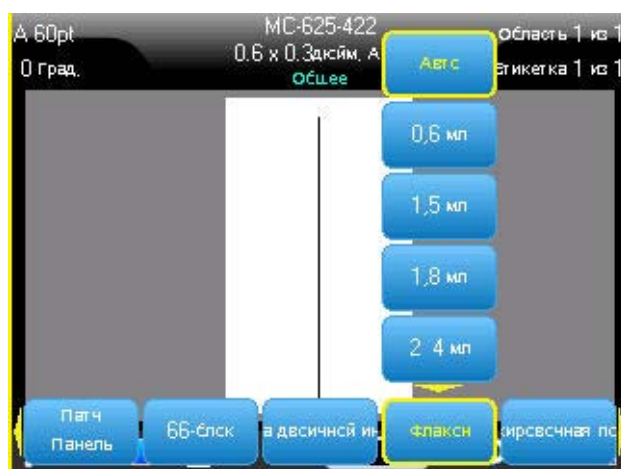 A 60pt
0 Град.
MC-625-422
0.6 x 0.3дюйм, А
Общее
Область 1 из 1
тикетка 1 из 1
Авто
0,6 мл
1,5 мл
1,8 мл
2 4 мл
Патч
Панель
66-блок
а двоичной ин
Флакон
кировочная по